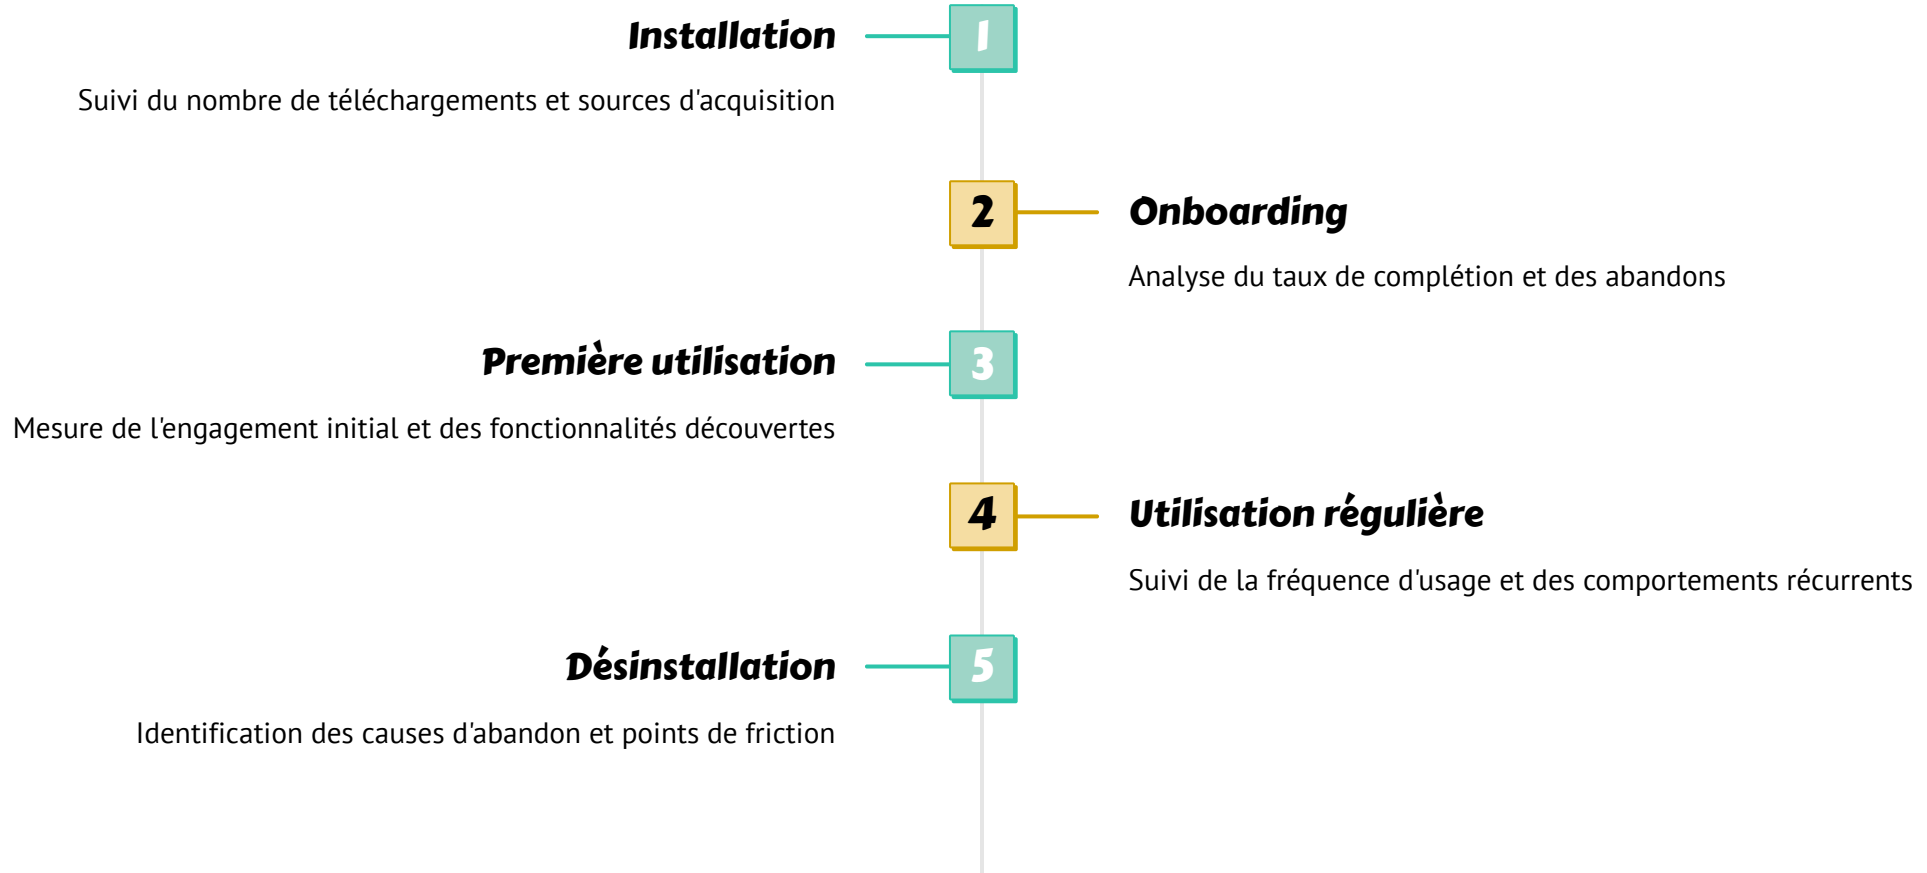 Installation
1
Suivi du nombre de téléchargements et sources d'acquisition
2
Onboarding
Analyse du taux de complétion et des abandons
Première utilisation
3
Mesure de l'engagement initial et des fonctionnalités découvertes
4
Utilisation régulière
Suivi de la fréquence d'usage et des comportements récurrents
Désinstallation
5
Identification des causes d'abandon et points de friction